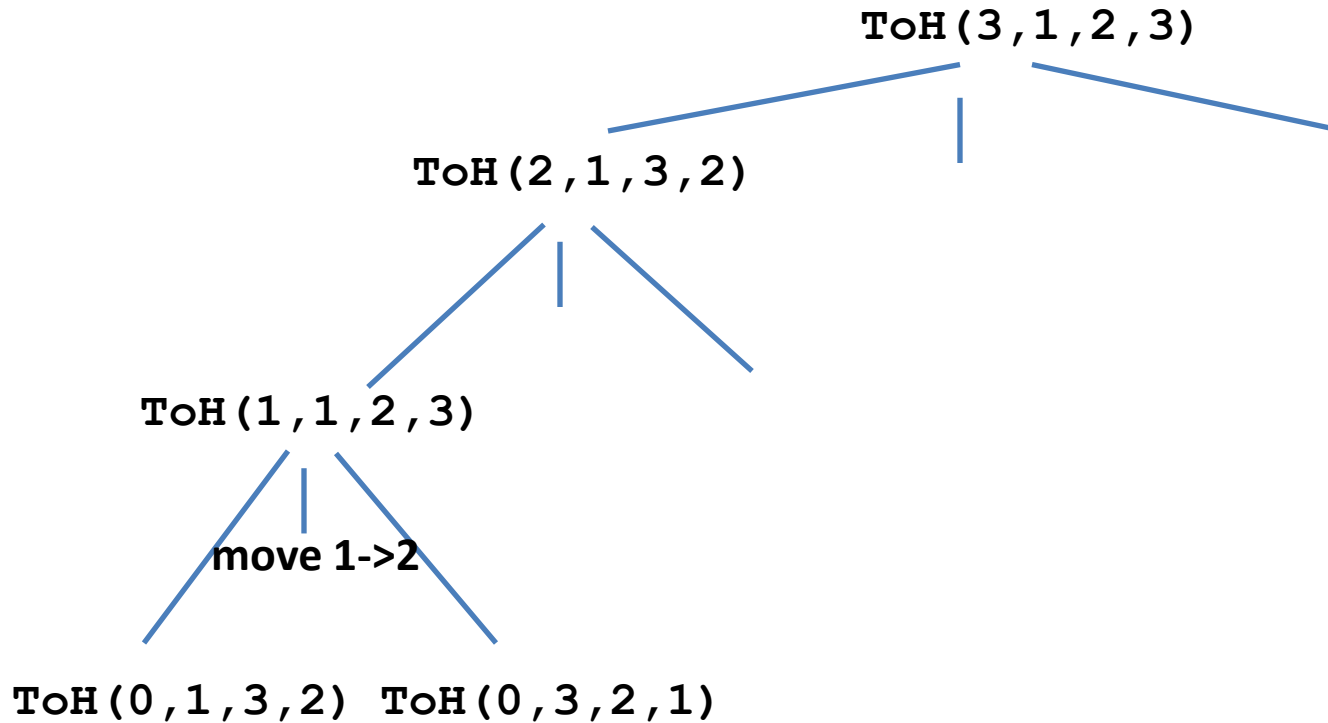 ToH(3,1,2,3)
ToH(2,1,3,2)
ToH(1,1,2,3)
move 1->2
ToH(0,1,3,2) ToH(0,3,2,1)